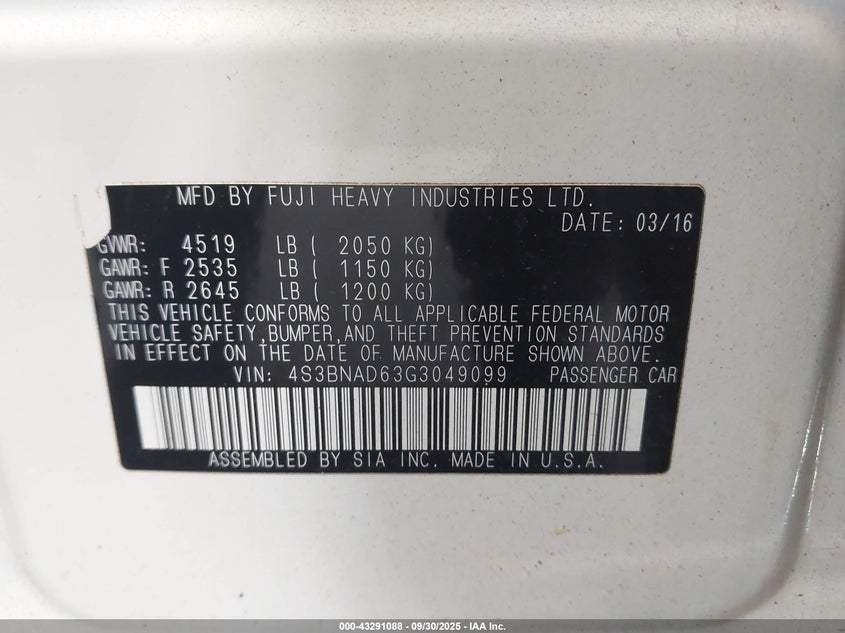 MFD BY FUJI HEAVY INDUSTRIES LTD.
DATE: 03/16
GVWR: 4519 LB ( 2050 KG)
GAWR: F 2535 LB ( 1150 KG)
GAWR: R 2645 LB ( 1200 KG)
THIS VEHICLE CONFORMS TO ALL APPLICABLE FEDERAL MOTOR
VEHICLE SAFETY,BUMPER,AND THEFT PREVENTION STANDARDS
IN EFFECT ON THE DATE OF MANUFACTURE SHOWN ABOVE.
VIN: 4S3BNAD63G3049099 PASSENGER CAR
ASSEMBLED BY SIA INC. MADE IN U.S.A.
000-43291088 - 09/30/2025 - IAA Inc.